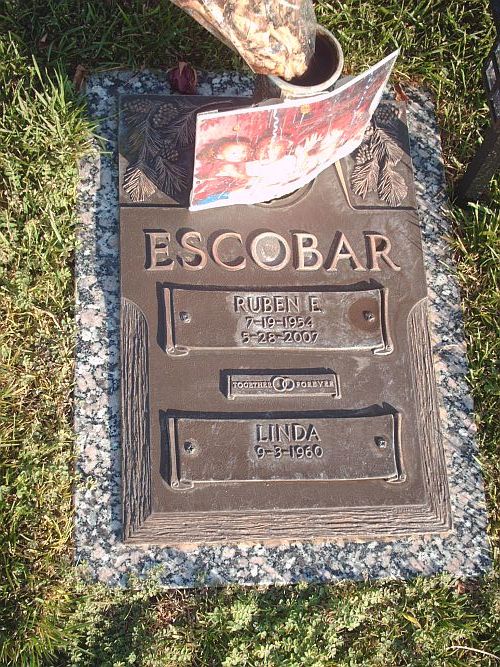 ESCOBAR
RUBEN E.
7-19-1954
5-28-2007
TOGETHER FOREVER
LINDA
9-3-1960